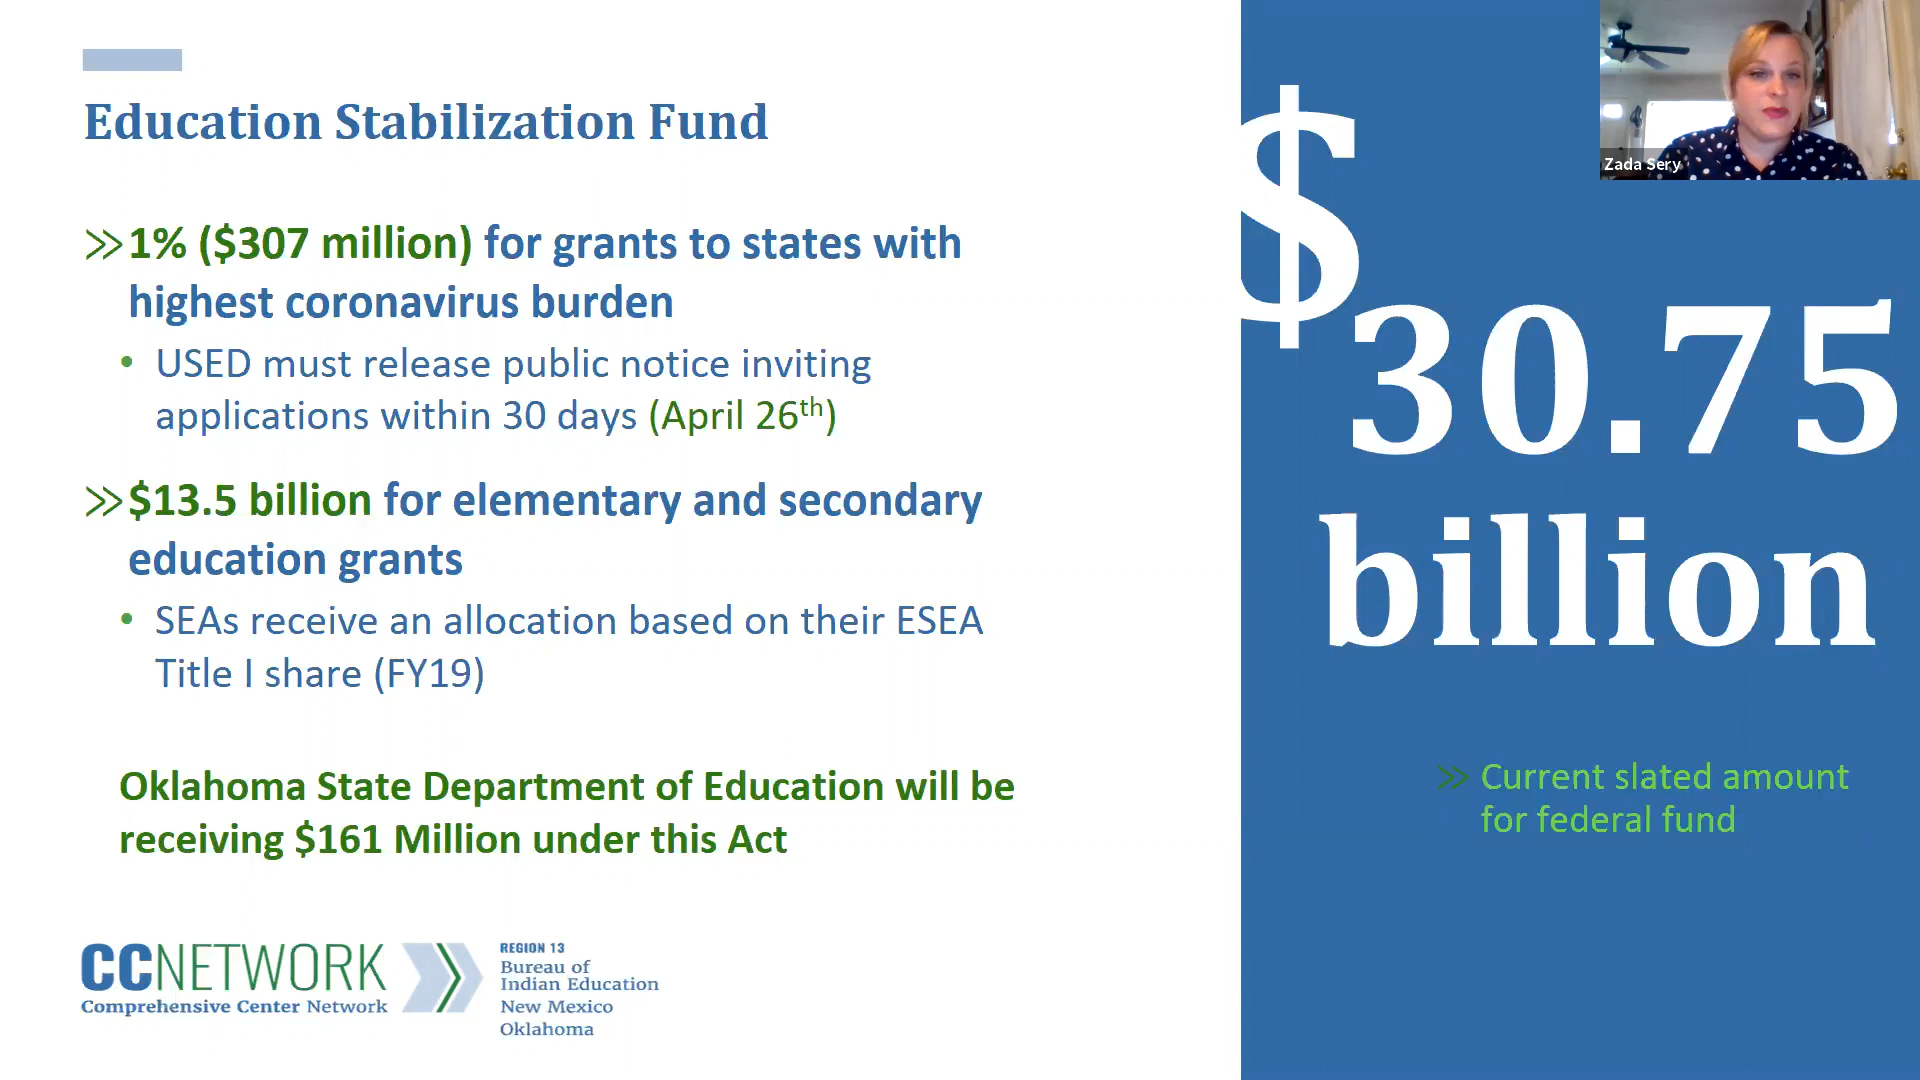 Education Stabilization Fund
1% ($307 million) for grants to states with
highest coronavirus burden
• USED must release public notice inviting
applications within 30 days (April 26th)
$13.5 billion for elementary and secondary
education grants
• SEAs receive an allocation based on their ESEA
Title I share (FY19)
Oklahoma State Department of Education will be
receiving $161 Million under this Act
CCNETWORK
Comprehensive Center Network
REGION 13
Bureau of
Indian Education
New Mexico
Oklahoma
$
30.75
billion
Current slated amount
for federal fund
Zada Sery